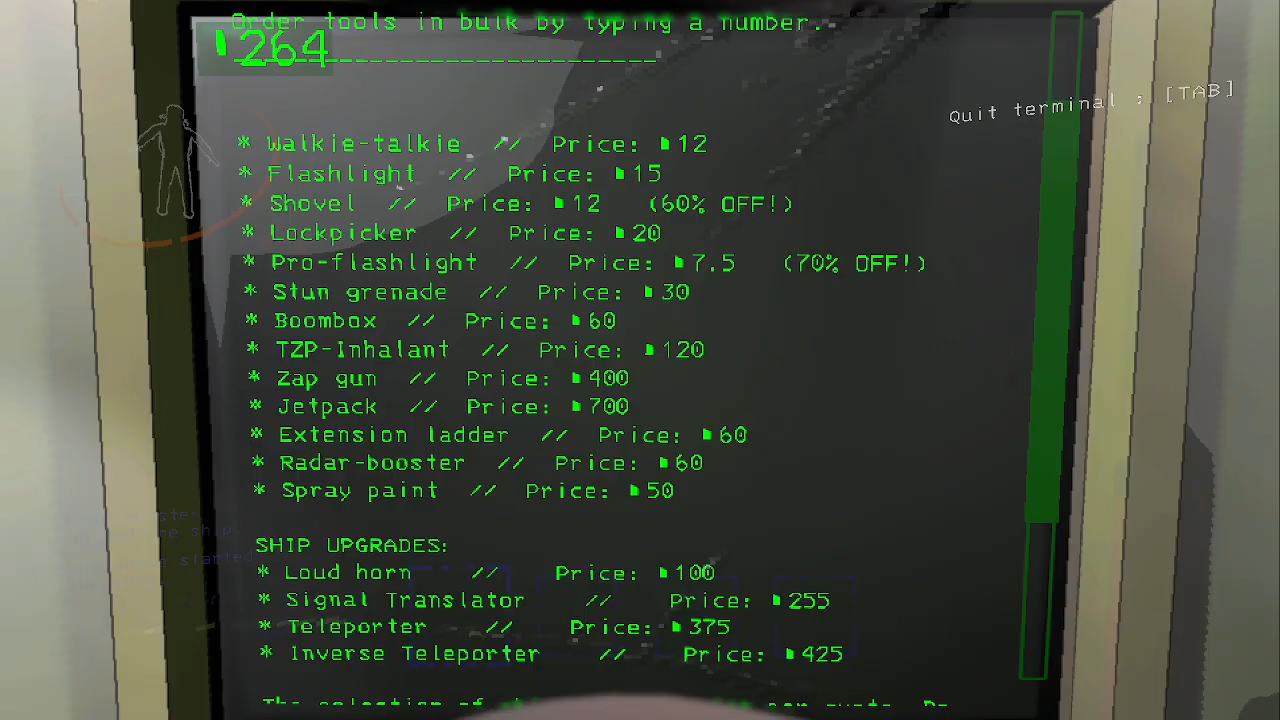 Order tools in bulk by typing a number.
264
____________________________
Quit terminal : [TAB]
* Walkie-talkie // Price: ▮12
* Flashlight // Price: ▮15
* Shovel // Price: ▮12 (60% OFF!)
* Lockpicker // Price: ▮20
* Pro-flashlight // Price: ▮7.5 (70% OFF!)
* Stun grenade // Price: ▮30
* Boombox // Price: ▮60
* TZP-Inhalant // Price: ▮120
* Zap gun // Price: ▮400
* Jetpack // Price: ▮700
* Extension ladder // Price: ▮60
* Radar-booster // Price: ▮60
* Spray paint // Price: ▮50
SHIP UPGRADES:
* Loud horn // Price: ▮100
* Signal Translator // Price: ▮255
* Teleporter // Price: ▮375
* Inverse Teleporter // Price: ▮425
The selection of